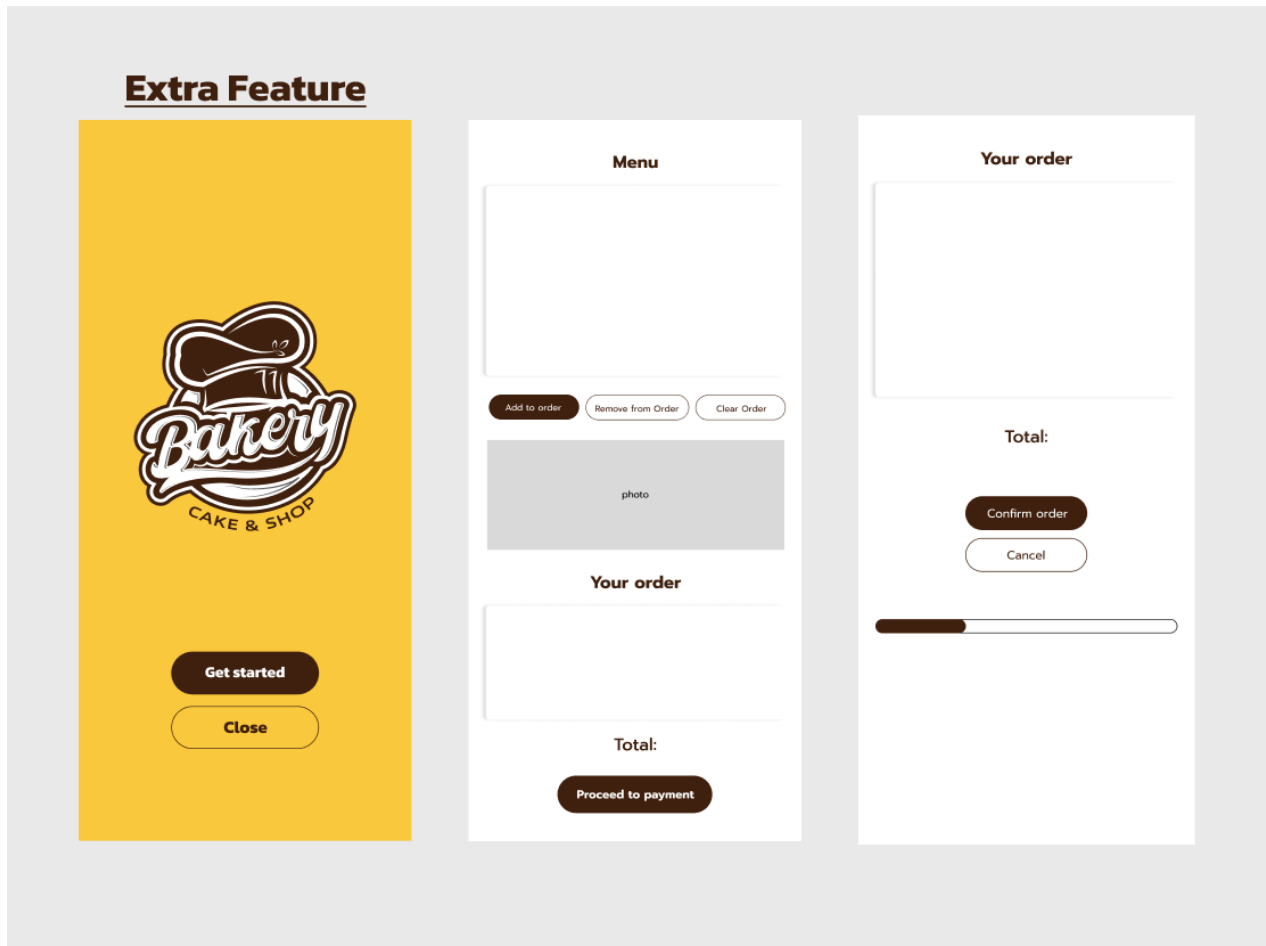 Extra Feature
Bakery
CAKE & SHOP
Get started
Close
Menu
Add to order
Remove from Order
Clear Order
photo
Your order
Total:
Proceed to payment
Your order
Total:
Confirm order
Cancel